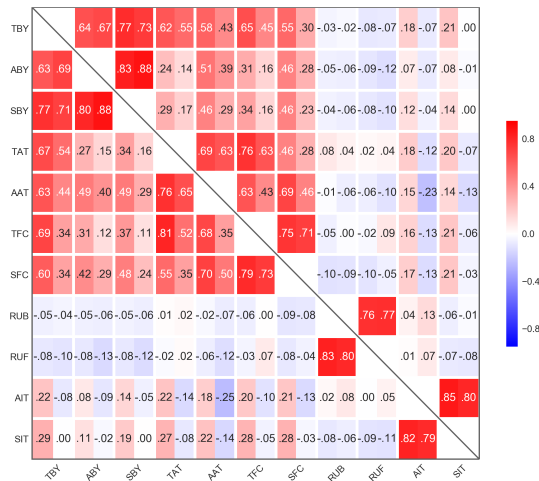 TBY .64 .67 .77 .73 .62 .55 .58 .43 .65 .45 .55 .30 -.03 -.02 -.08 -.07 .18 -.07 .21 .00
ABY .63 .69 .83 .88 .24 .14 .51 .39 .31 .16 .46 .28 -.05 -.06 -.09 -.12 .07 -.07 .08 -.01
SBY .77 .71 .80 .88 .29 .17 .46 .29 .34 .16 .46 .23 -.04 -.06 -.08 -.10 .12 -.04 .14 .00
TAT .67 .54 .27 .15 .34 .16 .69 .63 .76 .63 .46 .28 .08 .04 .02 .04 .18 -.12 .20 -.07
AAT .63 .44 .49 .40 .49 .29 .76 .65 .63 .43 .69 .46 -.01 -.06 -.06 -.10 .15 -.23 .14 -.13
TFC .69 .34 .31 .12 .37 .11 .81 .52 .68 .35 .75 .71 -.05 .00 -.02 .09 .16 -.13 .21 -.06
SFC .60 .34 .42 .29 .48 .24 .55 .35 .70 .50 .79 .73 -.10 -.09 -.10 -.05 .17 -.13 .21 -.03
RUB -.05 -.04 -.05 -.06 -.05 -.06 .01 .02 -.02 -.07 -.06 .00 -.09 -.08 .76 .77 .04 .13 -.06 -.01
RUF -.08 -.10 -.08 -.13 -.08 -.12 -.02 .02 -.06 -.12 -.03 .07 -.08 -.04 .83 .80 .01 .07 -.07 -.08
AIT .22 -.08 .08 -.09 .14 -.05 .22 -.14 .18 -.25 .20 -.10 .21 -.13 .02 .08 .00 .05 .85 .80
SIT .29 .00 .11 -.02 .19 .00 .27 -.08 .22 -.14 .28 -.05 .28 -.03 -.08 -.06 -.09 -.11 .82 .79
TBY ABY SBY TAT AAT TFC SFC RUB RUF AIT SIT
0.8
0.4
0.0
-0.4
-0.8